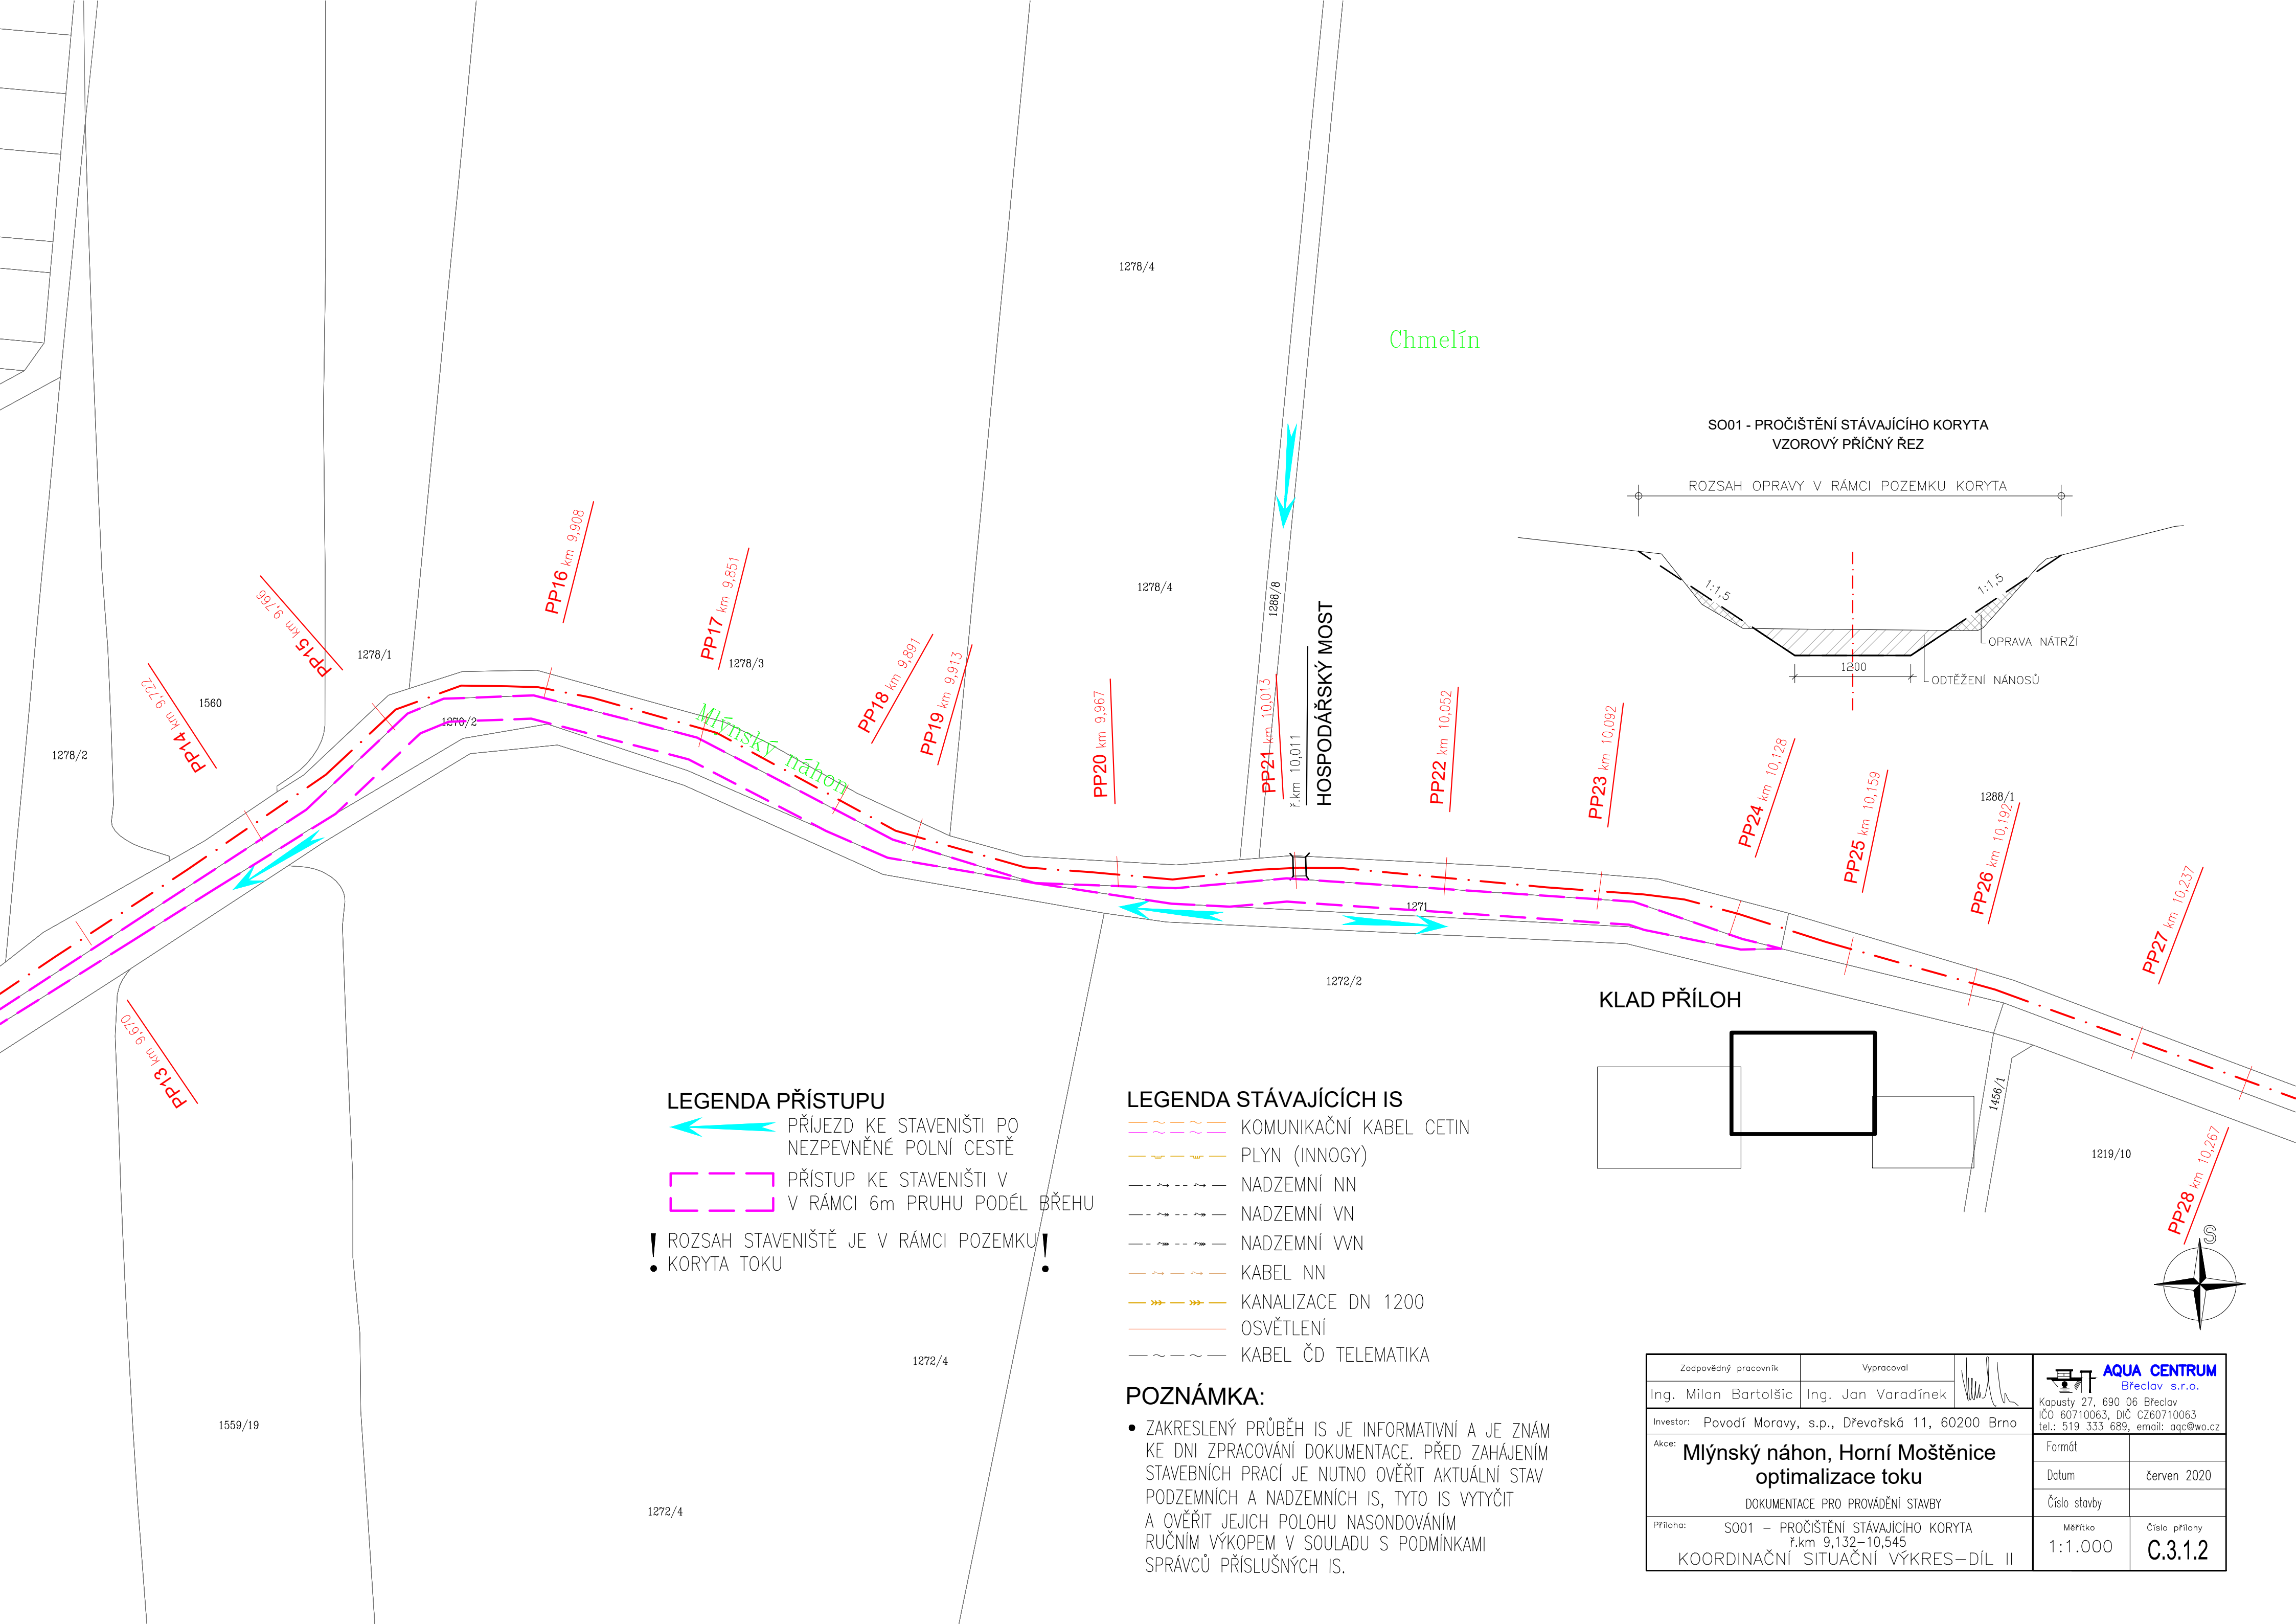 1278/4
Chmelín
SO01 - PROČIŠTĚNÍ STÁVAJÍCÍHO KORYTA
VZOROVÝ PŘÍČNÝ ŘEZ
ROZSAH OPRAVY V RÁMCI POZEMKU KORYTA
1:1,5
1:1,5
OPRAVA NÁTRŽÍ
1200
ODTĚŽENÍ NÁNOSŮ
1278/4
1288/8
HOSPODÁŘSKÝ MOST
ř.km 10,011
1278/2
1560
1278/1
1270/2
1278/3
Mlýnský náhon
PP13 km 9,670
PP14 km 9,722
PP15 km 9,766
PP16 km 9,908
PP17 km 9,851
PP18 km 9,891
PP19 km 9,913
PP20 km 9,967
PP21 km 10,013
PP22 km 10,052
PP23 km 10,092
PP24 km 10,128
PP25 km 10,159
PP26 km 10,192
PP27 km 10,237
PP28 km 10,267
1288/1
1271
1272/2
1456/1
1219/10
1272/4
1272/4
1559/19
KLAD PŘÍLOH
S
LEGENDA PŘÍSTUPU
PŘÍJEZD KE STAVENIŠTI PO
NEZPEVNĚNÉ POLNÍ CESTĚ
PŘÍSTUP KE STAVENIŠTI V
V RÁMCI 6m PRUHU PODÉL BŘEHU
! ROZSAH STAVENIŠTĚ JE V RÁMCI POZEMKU !
KORYTA TOKU
LEGENDA STÁVAJÍCÍCH IS
KOMUNIKAČNÍ KABEL CETIN
PLYN (INNOGY)
NADZEMNÍ NN
NADZEMNÍ VN
NADZEMNÍ VVN
KABEL NN
KANALIZACE DN 1200
OSVĚTLENÍ
KABEL ČD TELEMATIKA
POZNÁMKA:
• ZAKRESLENÝ PRŮBĚH IS JE INFORMATIVNÍ A JE ZNÁM
KE DNI ZPRACOVÁNÍ DOKUMENTACE. PŘED ZAHÁJENÍM
STAVEBNÍCH PRACÍ JE NUTNO OVĚŘIT AKTUÁLNÍ STAV
PODZEMNÍCH A NADZEMNÍCH IS, TYTO IS VYTYČIT
A OVĚŘIT JEJICH POLOHU NASONDOVÁNÍM
RUČNÍM VÝKOPEM V SOULADU S PODMÍNKAMI
SPRÁVCŮ PŘÍSLUŠNÝCH IS.
Zodpovědný pracovník
Vypracoval
Ing. Milan Bartolšic
Ing. Jan Varadínek
AQUA CENTRUM
Břeclav s.r.o.
Kapusty 27, 690 06 Břeclav
IČO 60710063, DIČ CZ60710063
tel.: 519 333 689, email: aqc@wo.cz
Investor: Povodí Moravy, s.p., Dřevařská 11, 60200 Brno
Akce: Mlýnský náhon, Horní Moštěnice
optimalizace toku
DOKUMENTACE PRO PROVÁDĚNÍ STAVBY
Formát
Datum červen 2020
Číslo stavby
Příloha: SO01 – PROČIŠTĚNÍ STÁVAJÍCÍHO KORYTA
ř.km 9,132-10,545
KOORDINAČNÍ SITUAČNÍ VÝKRES-DÍL II
Měřítko
1:1.000
Číslo přílohy
C.3.1.2